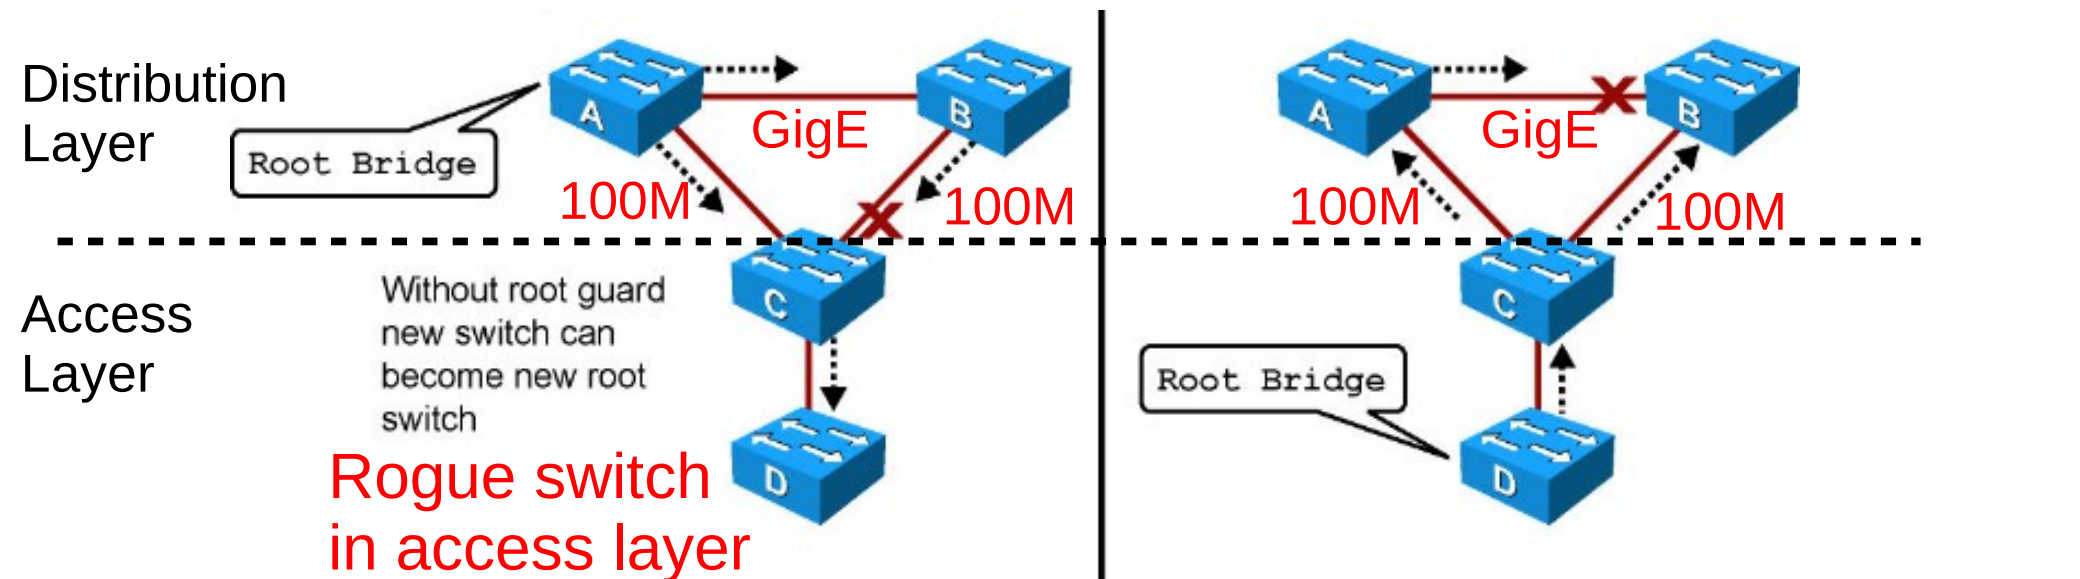 Distribution
Layer
Root Bridge
A
B
GigE
100M
100M
C
Access
Layer
Without root guard
new switch can
become new root
switch
Rogue switch
in access layer
D
A
B
GigE
100M
100M
C
Root Bridge
D